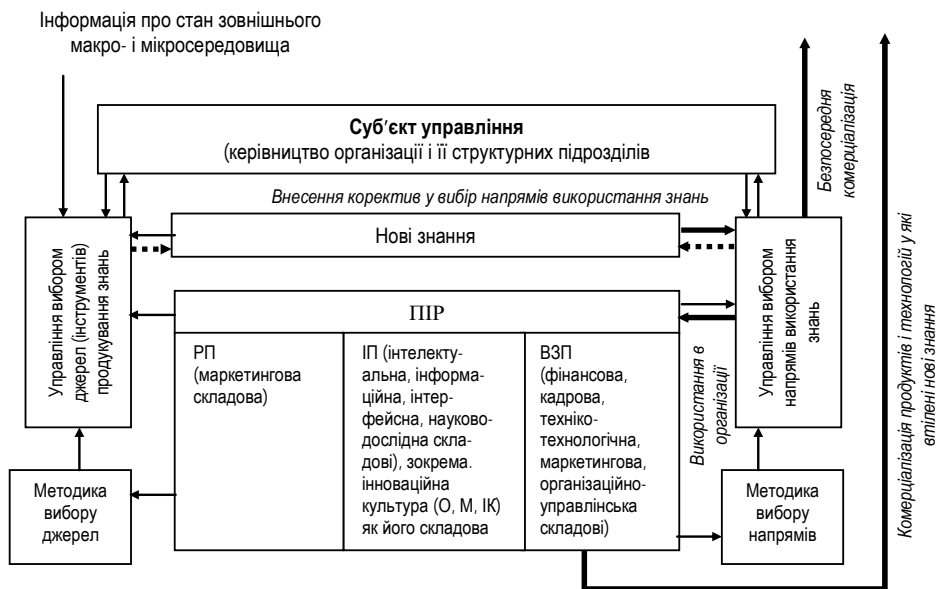 Інформація про стан зовнішнього
макро- і мікросередовища
Суб'єкт управління
(керівництво організації і її структурних підрозділів
Внесення коректив у вибір напрямів використання знань
Нові знання
Управління вибором
джерел (інструментів)
продукування знань
Управління вибором
напрямів використання
знань
Безпосередня
комерціалізація
Комерціалізація продуктів і технологій у які
втілені нові знання
ПІР
РП
(маркетингова
складова)
ІП (інтелекту-
альна, інформа-
ційна, інтер-
фейсна, науково-
дослідна скла-
дові), зокрема.
інноваційна
культура (О, М, ІК)
як його складова
ВЗП
(фінансова,
кадрова,
техніко-
технологічна,
маркетингова,
організаційно-
управлінська
складові)
Використання в
організації
Методика
вибору
джерел
Методика
вибору
напрямів